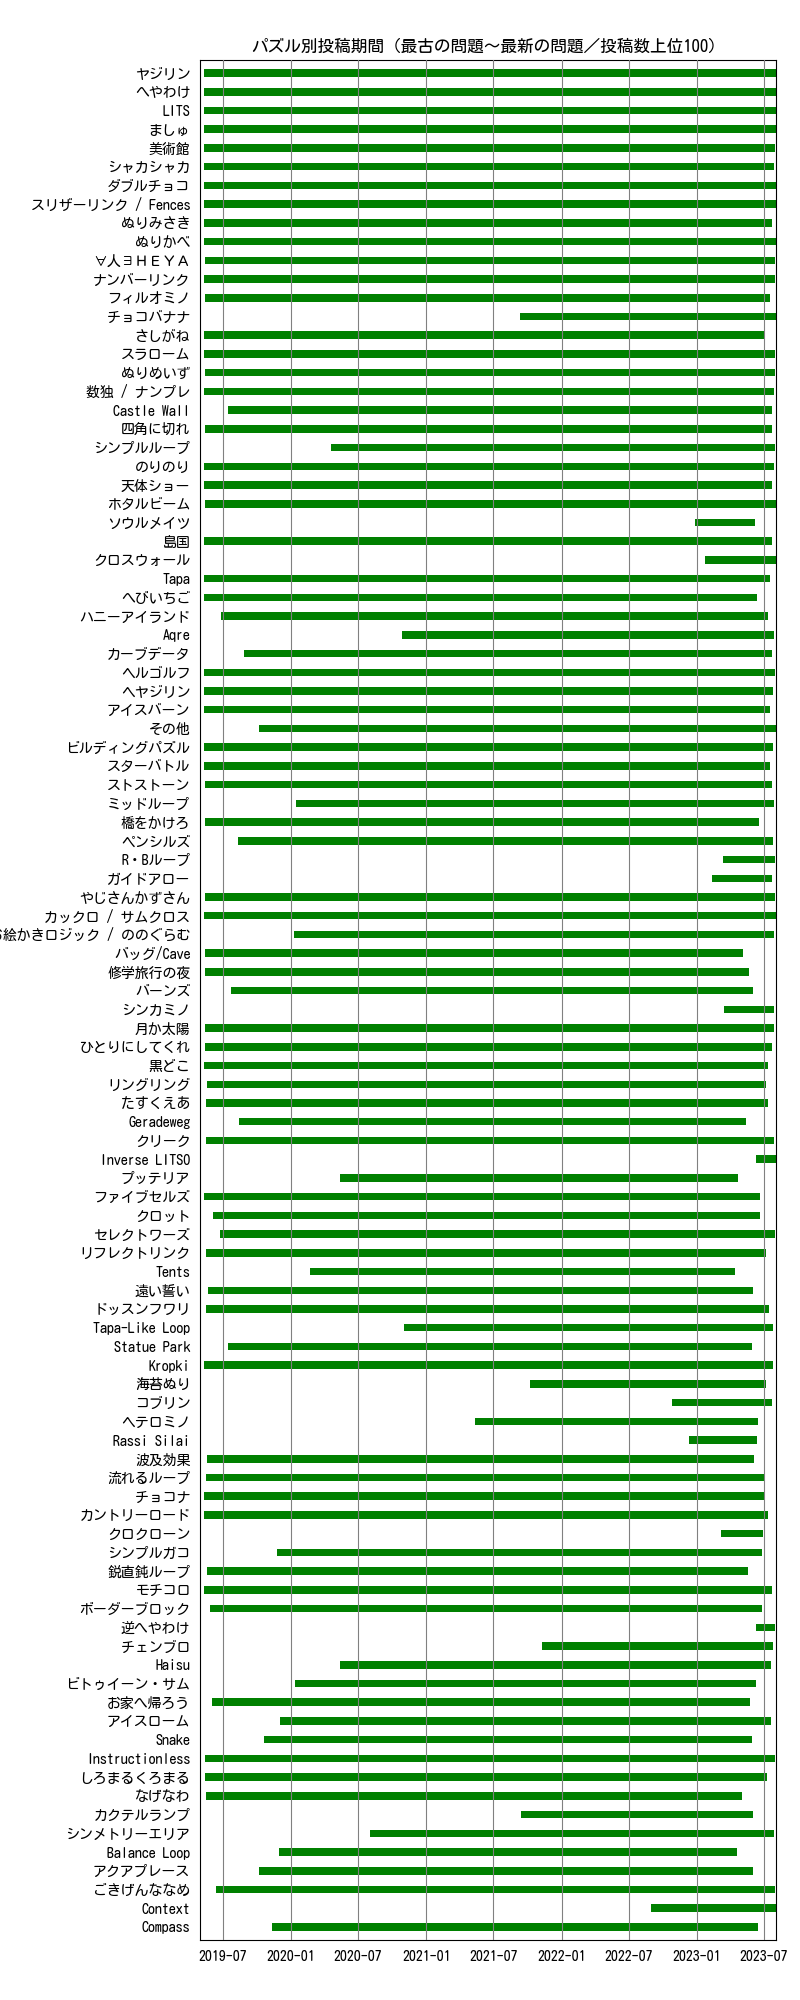 パズル別投稿期間（最古の問題～最新の問題／投稿数上位100）
ヤジリン
へやわけ
LITS
ましゅ
美術館
シャカシャカ
ダブルチョコ
スリザーリンク / Fences
ぬりみさき
ぬりかべ
∀人ヨＨＥＹＡ
ナンバーリンク
フィルオミノ
チョコバナナ
さしがね
スラローム
ぬりめいず
数独 / ナンプレ
Castle Wall
四角に切れ
シンプルループ
のりのり
天体ショー
ホタルビーム
ソウルメイツ
島国
クロスウォール
Tapa
へびいちご
ハニーアイランド
Aqre
カーブデータ
ヘルゴルフ
ヘヤジリン
アイスバーン
その他
ビルディングパズル
スターバトル
ストストーン
ミッドループ
橋をかけろ
ペンシルズ
R・Bループ
ガイドアロー
やじさんかずさん
カックロ / サムクロス
絵かきロジック / ののぐらむ
バッグ/Cave
修学旅行の夜
バーンズ
シンカミノ
月か太陽
ひとりにしてくれ
黒どこ
リングリング
たすくえあ
Geradeweg
クリーク
Inverse LITSO
プッテリア
ファイブセルズ
クロット
セレクトワーズ
リフレクトリンク
Tents
遠い誓い
ドッスンフワリ
Tapa-Like Loop
Statue Park
Kropki
海苔ぬり
コブリン
ヘテロミノ
Rassi Silai
波及効果
流れるループ
チョコナ
カントリーロード
クロクローン
シンプルガコ
鋭直鈍ループ
モチコロ
ボーダーブロック
逆へやわけ
チェンブロ
Haisu
ビトゥイーン・サム
お家へ帰ろう
アイスローム
Snake
Instructionless
しろまるくろまる
なげなわ
カクテルランプ
シンメトリーエリア
Balance Loop
アクアプレース
ごきげんななめ
Context
Compass
2019-07 2020-01 2020-07 2021-01 2021-07 2022-01 2022-07 2023-01 2023-07